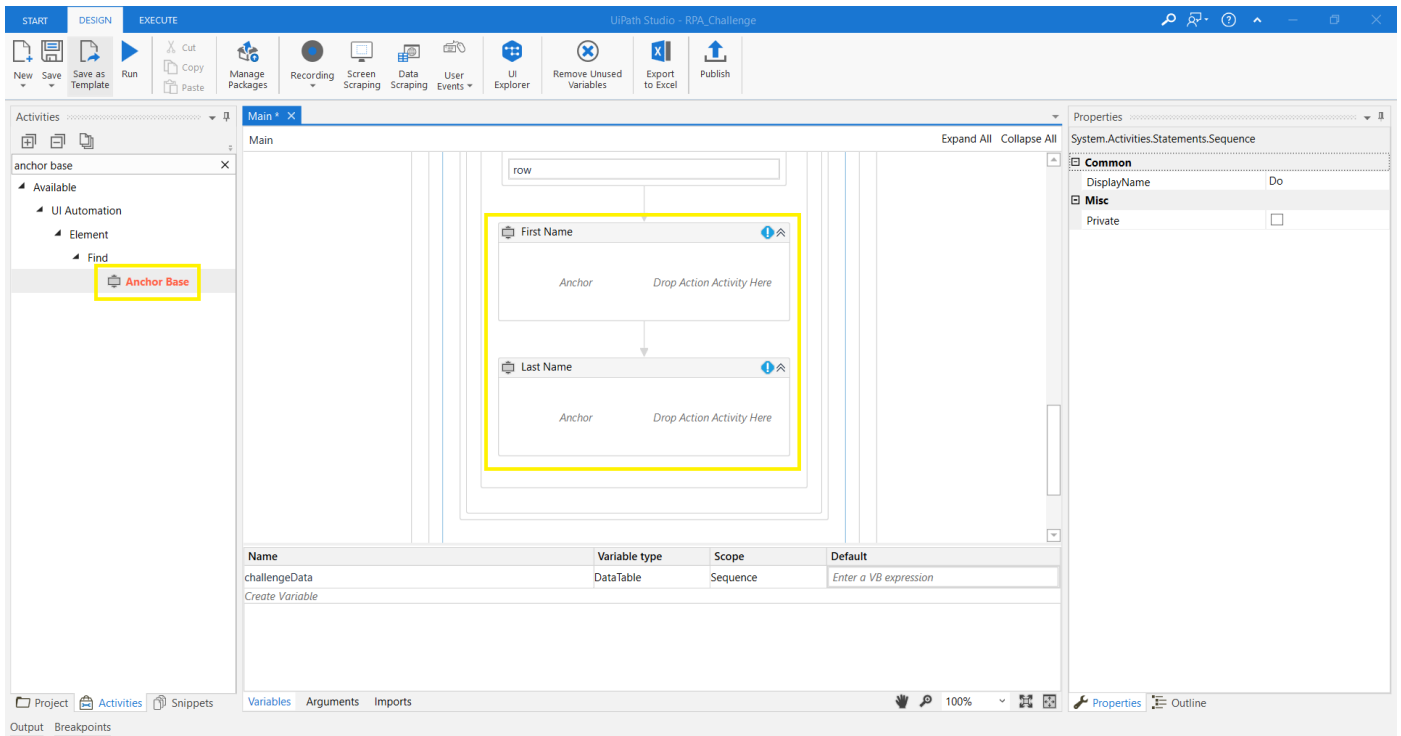 START DESIGN EXECUTE UiPath Studio - RPA_Challenge
New Save Save as Template Run Cut Copy Paste Manage Packages Recording Screen Scraping Data Scraping User Events UI Explorer Remove Unused Variables Export to Excel Publish
Activities
anchor base
Available
UI Automation
Element
Find
Anchor Base
Main *
Main Expand All Collapse All
row
First Name
Anchor Drop Action Activity Here
Last Name
Anchor Drop Action Activity Here
Name Variable type Scope Default
challengeData DataTable Sequence Enter a VB expression
Create Variable
Properties
System.Activities.Statements.Sequence
Common
DisplayName Do
Misc
Private
Project Activities Snippets
Variables Arguments Imports 100%
Properties Outline
Output Breakpoints